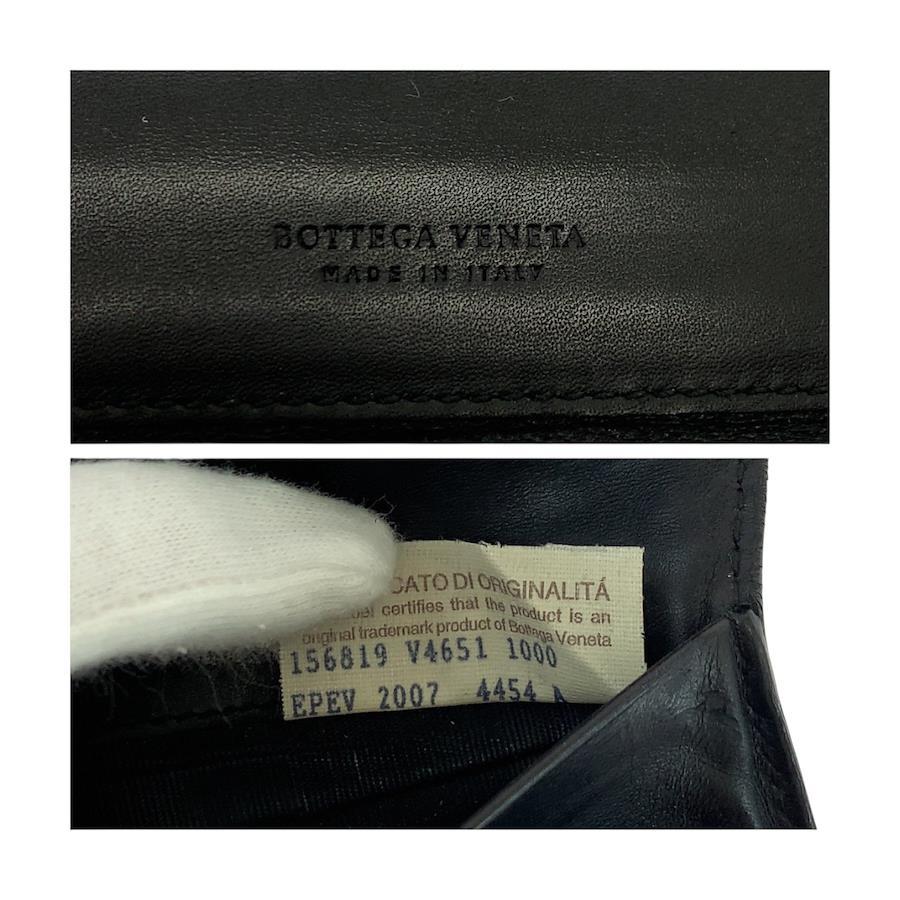 BOTTEGA VENETA
MADE IN ITALY
CATO DI ORIGINALITÁ
certifies that the product is an
original trademark product of Bottega Veneta
156819 V4651 1000
EPEV 2007 4454 A